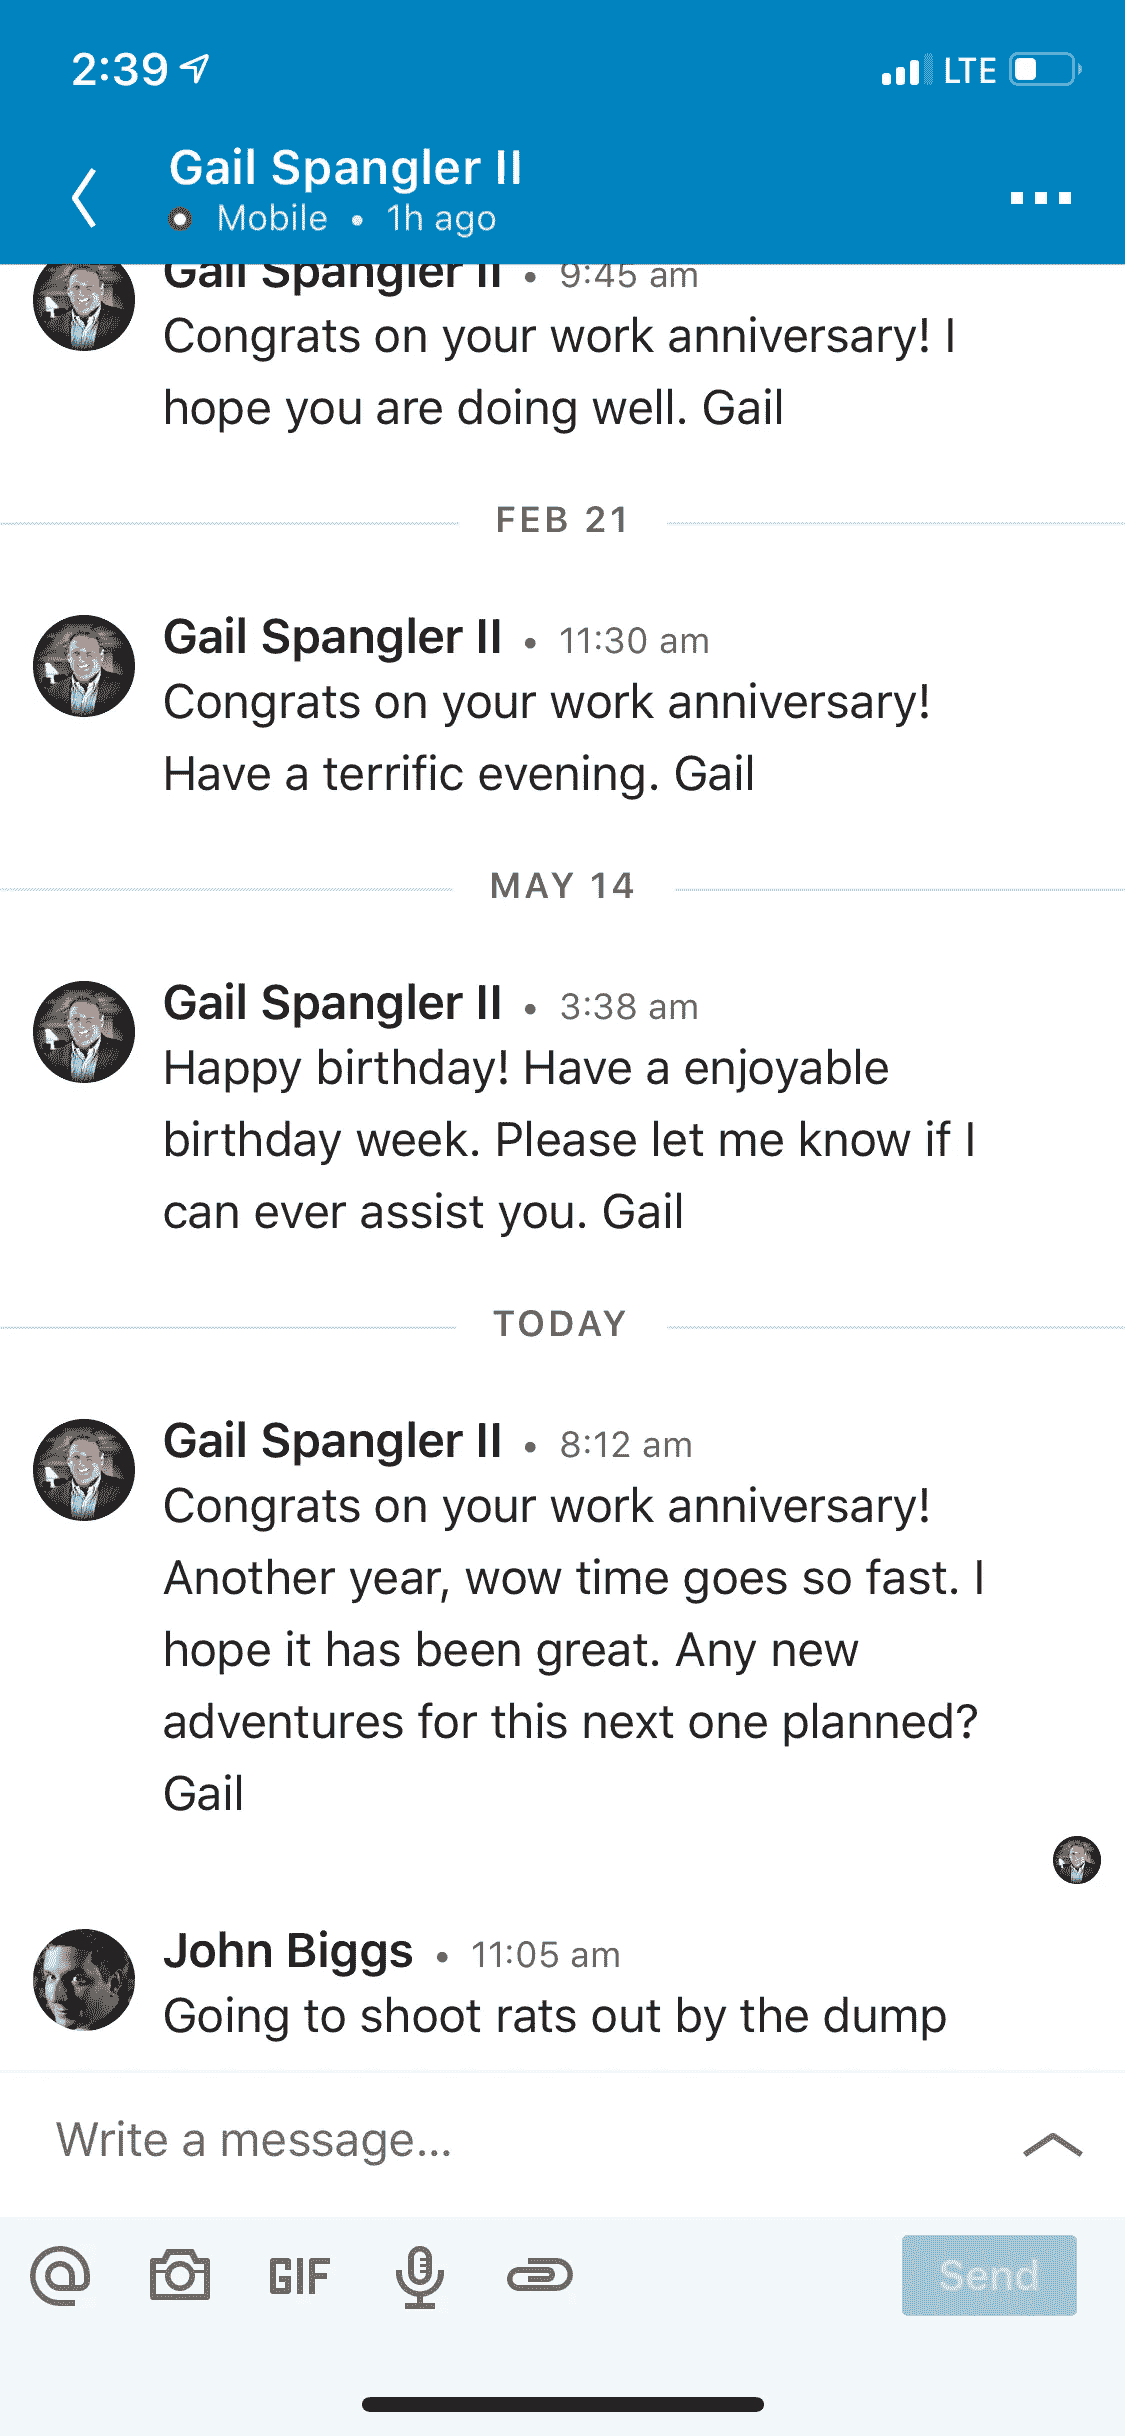 2:39
LTE
Gail Spangler II
Mobile • 1h ago
Gail Spangler II • 9:45 am
Congrats on your work anniversary! I
hope you are doing well. Gail
FEB 21
Gail Spangler II • 11:30 am
Congrats on your work anniversary!
Have a terrific evening. Gail
MAY 14
Gail Spangler II • 3:38 am
Happy birthday! Have a enjoyable
birthday week. Please let me know if I
can ever assist you. Gail
TODAY
Gail Spangler II • 8:12 am
Congrats on your work anniversary!
Another year, wow time goes so fast. I
hope it has been great. Any new
adventures for this next one planned?
Gail
John Biggs • 11:05 am
Going to shoot rats out by the dump
Write a message...
GIF
Send